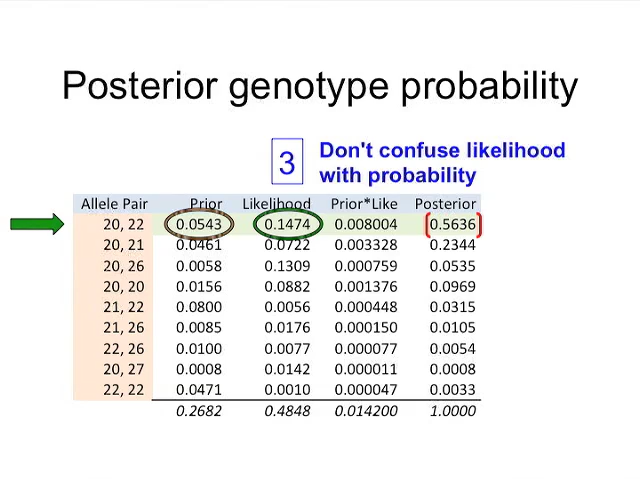 Posterior genotype probability
3
Don't confuse likelihood
with probability
Allele Pair Prior Likelihood Prior*Like Posterior
20, 22 0.0543 0.1474 0.008004 0.5636
20, 21 0.0461 0.0722 0.003328 0.2344
20, 26 0.0058 0.1309 0.000759 0.0535
20, 20 0.0156 0.0882 0.001376 0.0969
21, 22 0.0800 0.0056 0.000448 0.0315
21, 26 0.0085 0.0176 0.000150 0.0105
22, 26 0.0100 0.0077 0.000077 0.0054
20, 27 0.0008 0.0142 0.000011 0.0008
22, 22 0.0471 0.0010 0.000047 0.0033
0.2682 0.4848 0.014200 1.0000